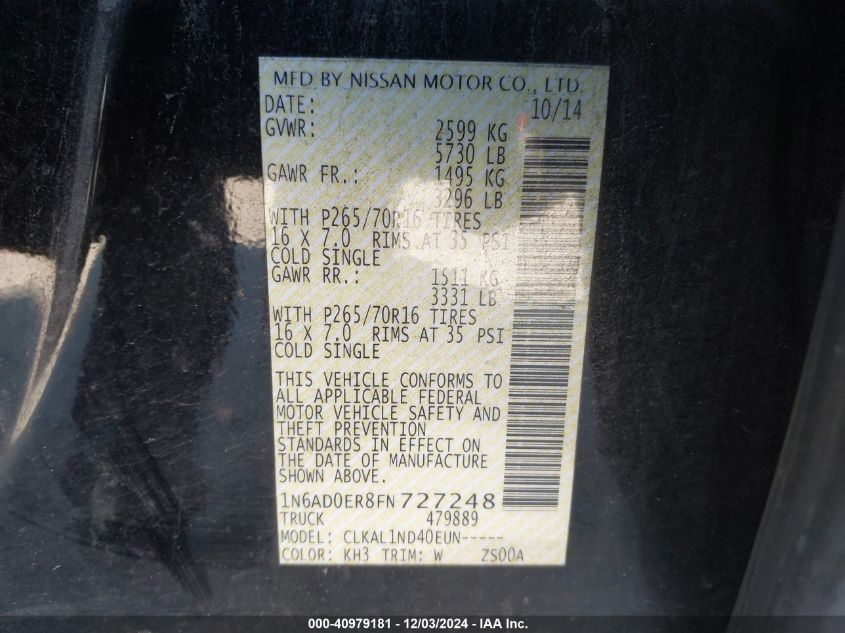 MFD BY NISSAN MOTOR CO., LTD.
DATE: 10/14
GVWR: 2599 KG
5730 LB
GAWR FR.: 1495 KG
3296 LB
WITH P265/70R16 TIRES
16 X 7.0 RIMS AT 35 PSI
COLD SINGLE
GAWR RR.: 1511 KG
3331 LB
WITH P265/70R16 TIRES
16 X 7.0 RIMS AT 35 PSI
COLD SINGLE
THIS VEHICLE CONFORMS TO
ALL APPLICABLE FEDERAL
MOTOR VEHICLE SAFETY AND
THEFT PREVENTION
STANDARDS IN EFFECT ON
THE DATE OF MANUFACTURE
SHOWN ABOVE.
1N6AD0ER8FN727248
TRUCK 479889
MODEL: CLKAL1ND40EUN-----
COLOR: KH3 TRIM: W ZS00A
000-40979181 - 12/03/2024 - IAA Inc.